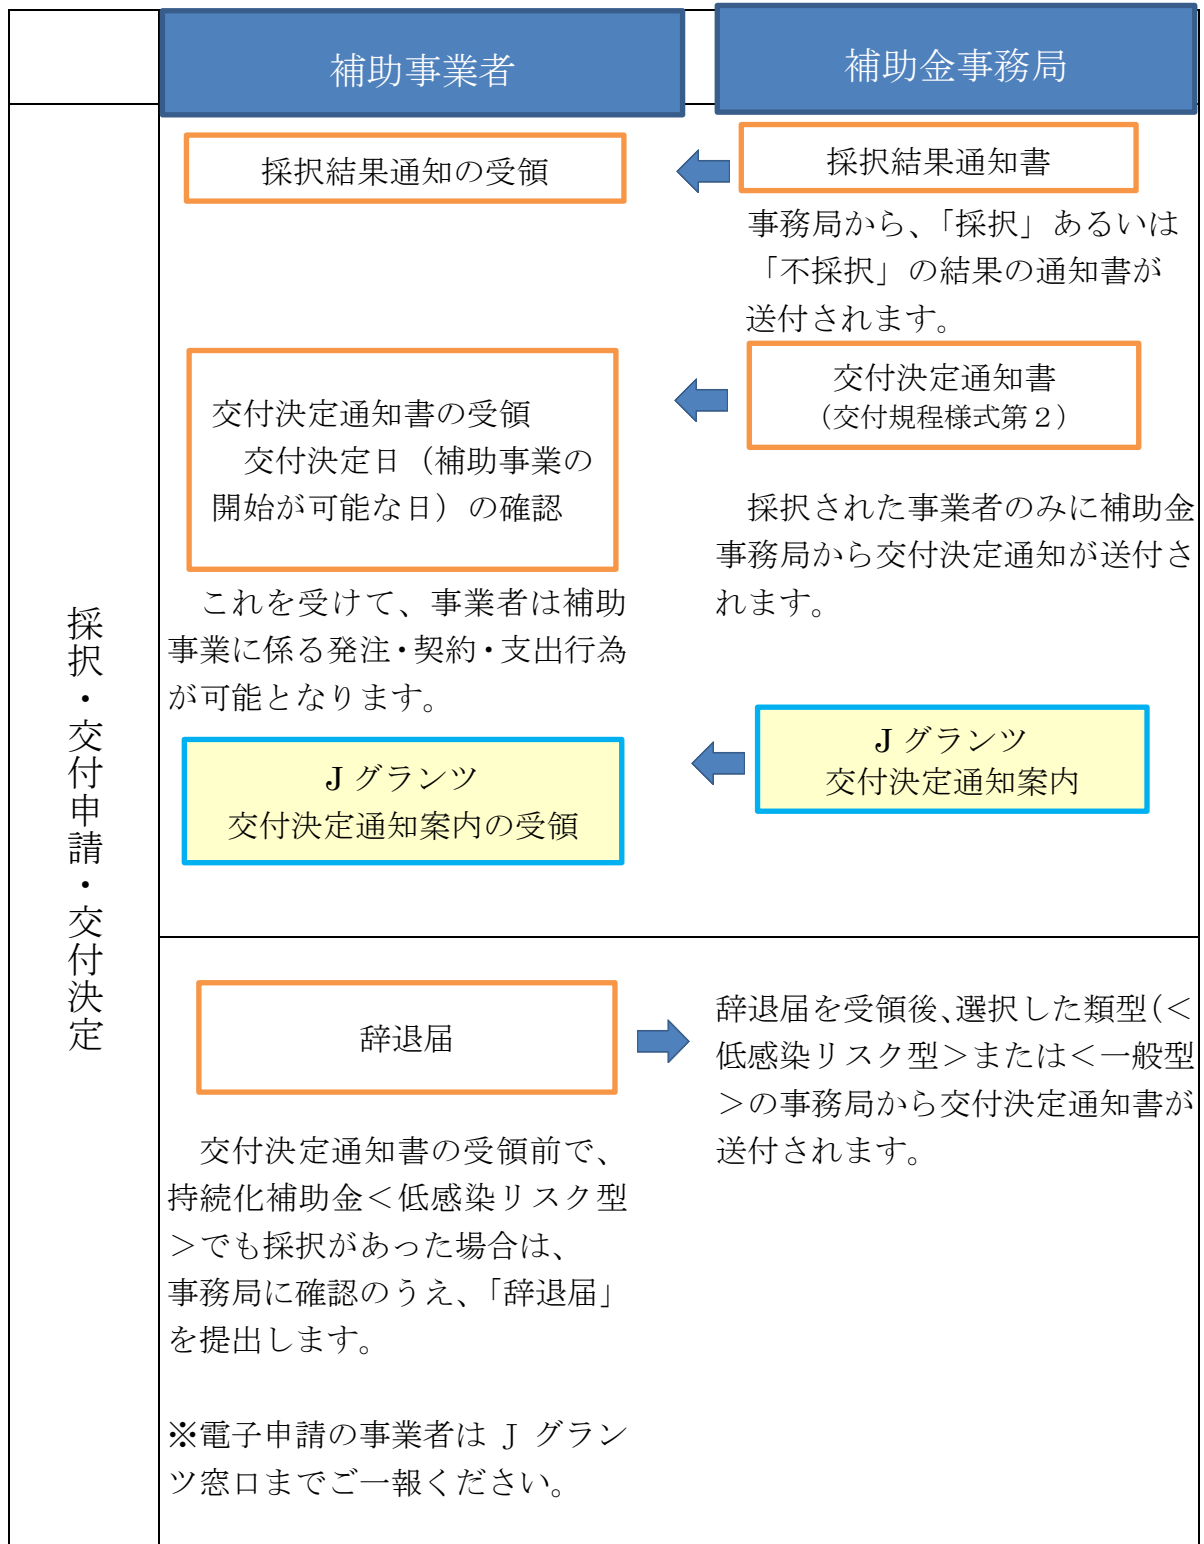 補助事業者
補助金事務局
採択・交付申請・交付決定
採択結果通知の受領
採択結果通知書
事務局から、「採択」あるいは
「不採択」の結果の通知書が
送付されます。
交付決定通知書の受領
交付決定日（補助事業の
開始が可能な日）の確認
交付決定通知書
（交付規程様式第２）
これを受けて、事業者は補助
事業に係る発注・契約・支出行為
が可能となります。
採択された事業者のみに補助金
事務局から交付決定通知が送付さ
れます。
J グランツ
交付決定通知案内の受領
J グランツ
交付決定通知案内
辞退届
交付決定通知書の受領前で、
持続化補助金＜低感染リスク型
＞でも採択があった場合は、
事務局に確認のうえ、「辞退届」
を提出します。
※電子申請の事業者は J グラン
ツ窓口までご一報ください。
辞退届を受領後、選択した類型（＜
低感染リスク型＞または＜一般型
＞の事務局から交付決定通知書が
送付されます。